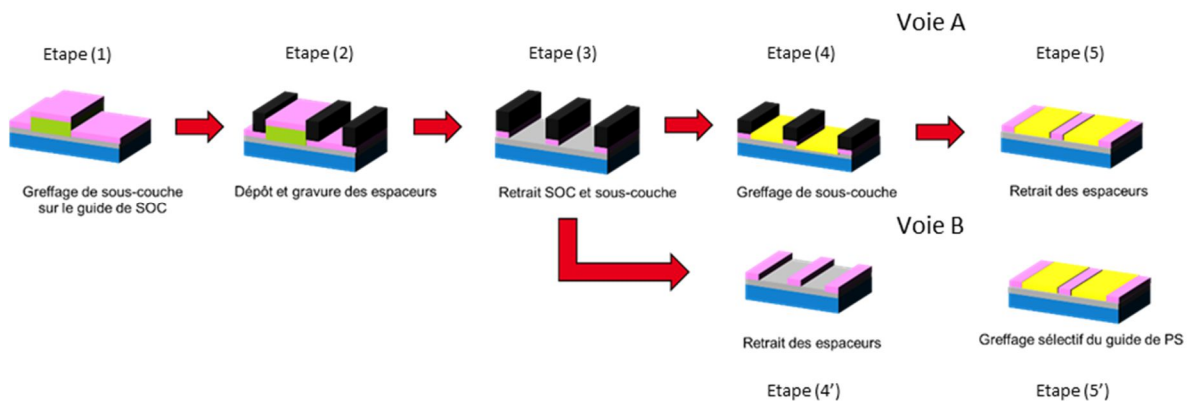 Voie A
Etape (1)
Etape (2)
Etape (3)
Etape (4)
Etape (5)
Greffage de sous-couche
sur le guide de SOC
Dépôt et gravure des espaceurs
Retrait SOC et sous-couche
Greffage de sous-couche
Retrait des espaceurs
Voie B
Retrait des espaceurs
Greffage sélectif du guide de PS
Etape (4')
Etape (5')